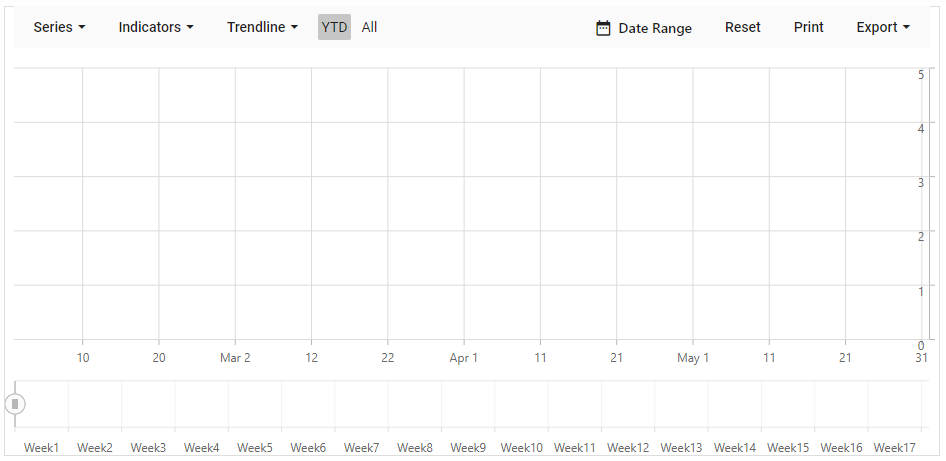 Series Indicators Trendline YTD All Date Range Reset Print Export
5
4
3
2
1
0
10 20 Mar 2 12 22 Apr 1 11 21 May 1 11 21 31
Week1 Week2 Week3 Week4 Week5 Week6 Week7 Week8 Week9 Week10 Week11 Week12 Week13 Week14 Week15 Week16 Week17